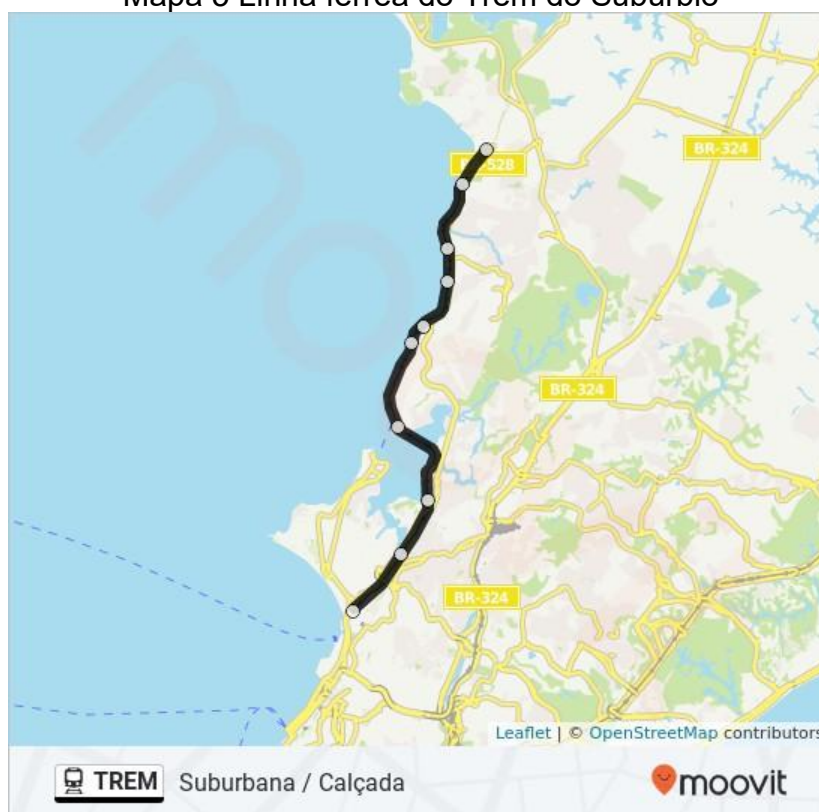 Mapa 3 Linha férrea do Trem do Subúrbio
BR-324
BR-324
BR-324
Leaflet | © OpenStreetMap contributors
TREM Suburbana / Calçada
moovit